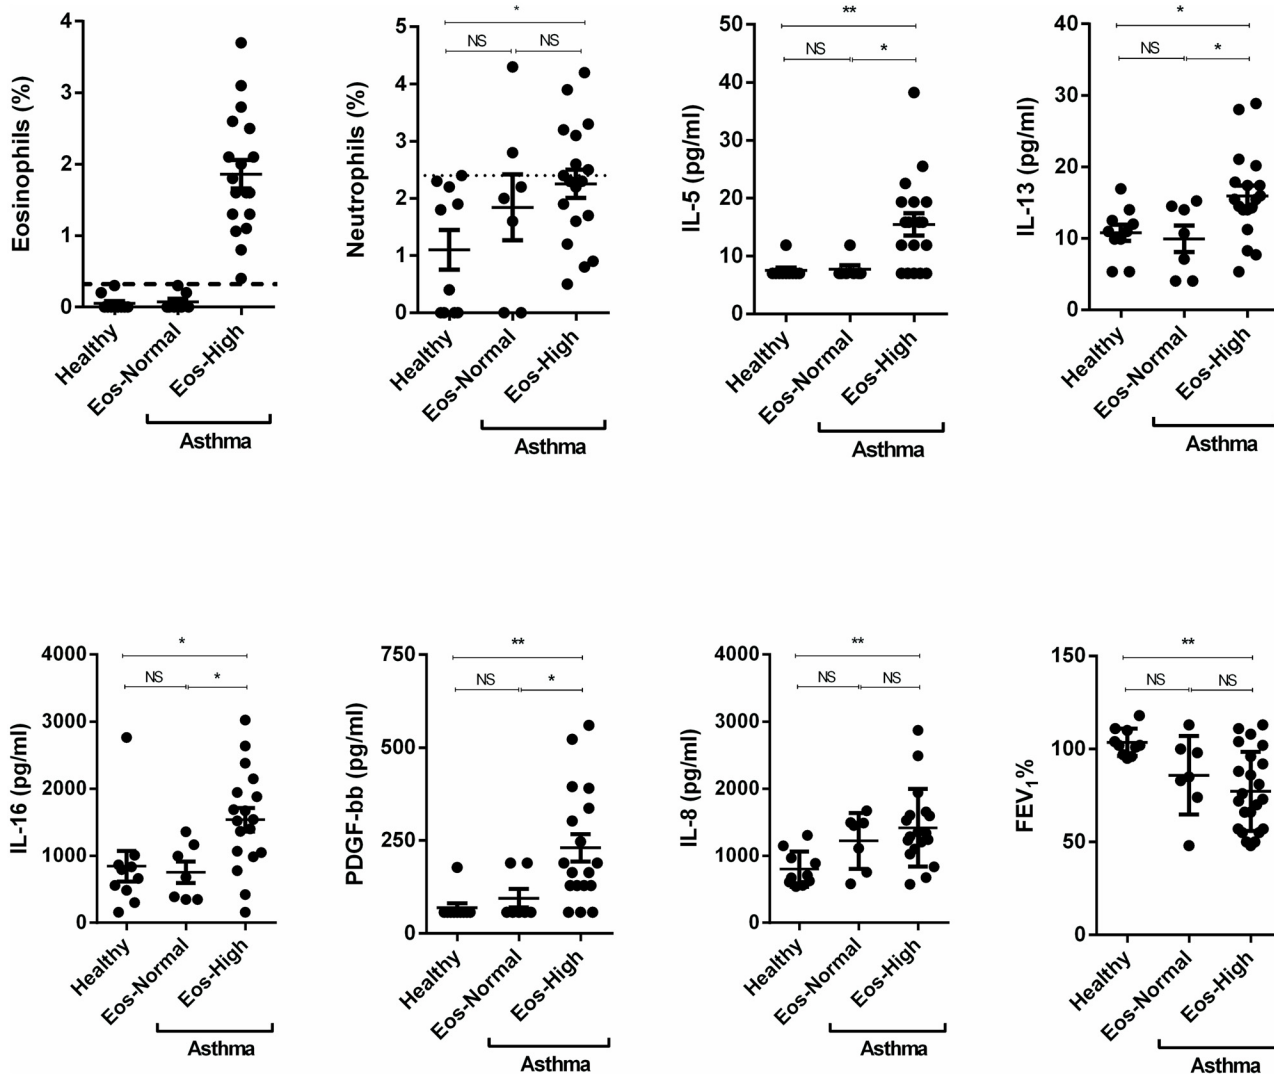 Eosinophils (%)
4
3
2
1
0
Healthy
Eos-Normal
Eos-High
Asthma
Neutrophils (%)
5
4
3
2
1
0
*
NS
NS
Healthy
Eos-Normal
Eos-High
Asthma
IL-5 (pg/ml)
50
40
30
20
10
0
**
NS
*
Healthy
Eos-Normal
Eos-High
Asthma
IL-13 (pg/ml)
40
30
20
10
0
*
NS
*
Healthy
Eos-Normal
Eos-High
Asthma
IL-16 (pg/ml)
4000
3000
2000
1000
0
*
NS
*
Healthy
Eos-Normal
Eos-High
Asthma
PDGF-bb (pg/ml)
750
500
250
0
**
NS
*
Healthy
Eos-Normal
Eos-High
Asthma
IL-8 (pg/ml)
4000
3000
2000
1000
0
**
NS
NS
Healthy
Eos-Normal
Eos-High
Asthma
FEV₁%
150
100
50
0
**
NS
NS
Healthy
Eos-Normal
Eos-High
Asthma